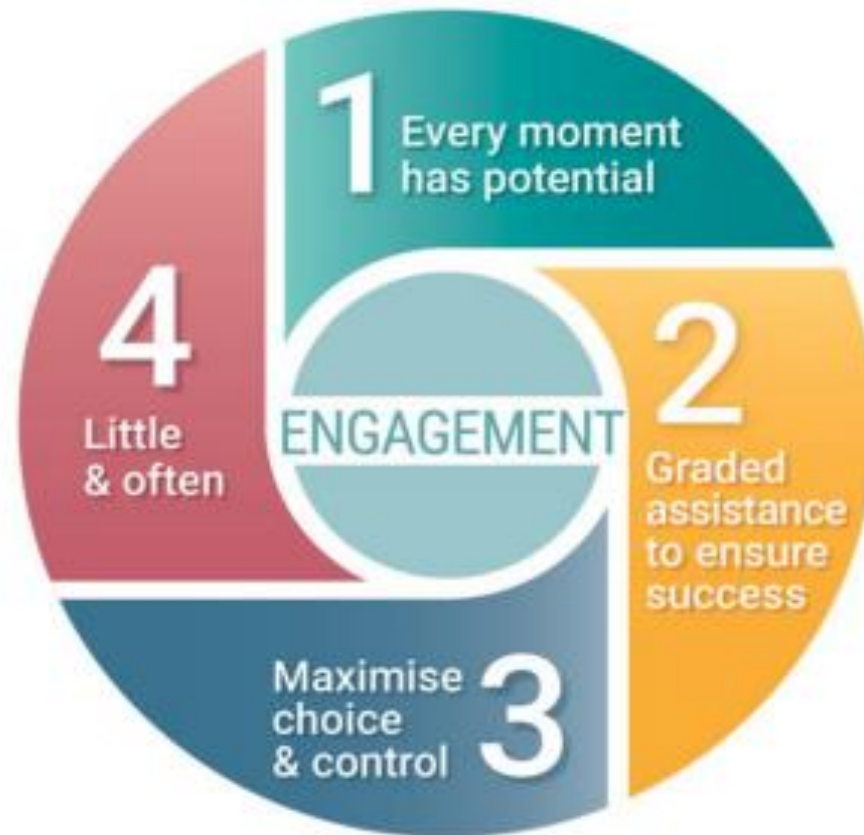 1
Every moment
has potential
2
Graded
assistance
to ensure
success
3
Maximise
choice
& control
4
Little
& often
ENGAGEMENT